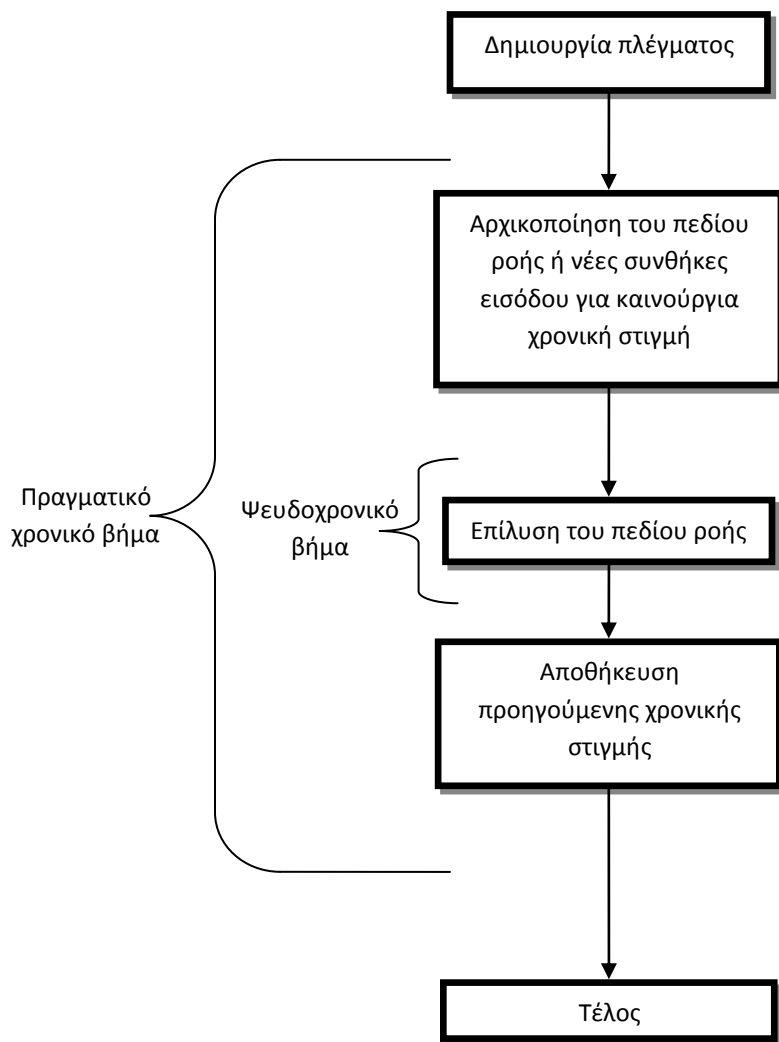 Δημιουργία πλέγματος
Αρχικοποίηση του πεδίου
ροής ή νέες συνθήκες
εισόδου για καινούργια
χρονική στιγμή
Πραγματικό
χρονικό βήμα
Ψευδοχρονικό
βήμα
Επίλυση του πεδίου ροής
Αποθήκευση
προηγούμενης χρονικής
στιγμής
Τέλος